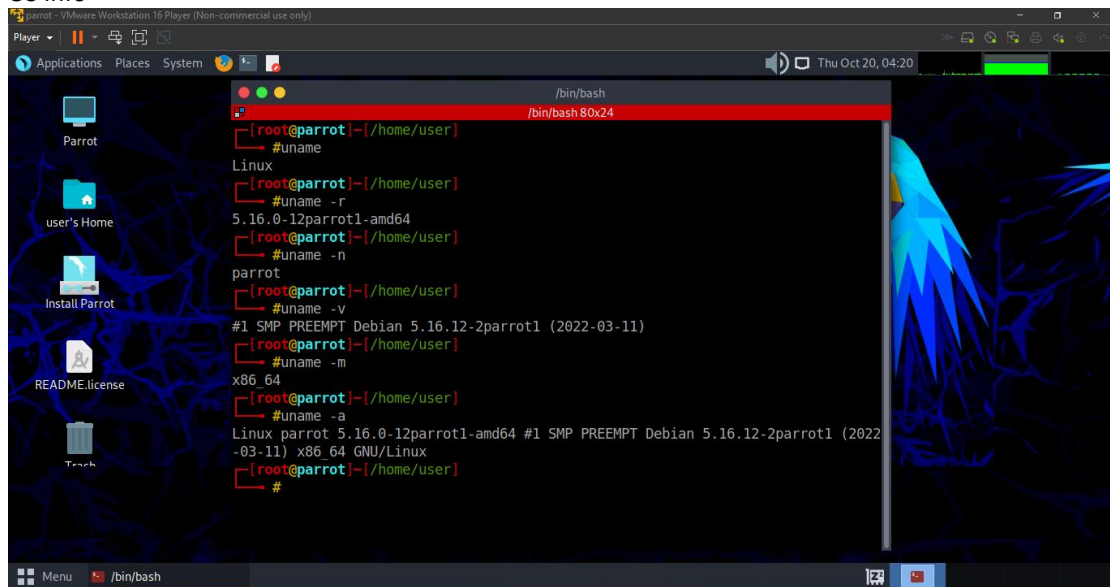 parrot - VMware Workstation 16 Player (Non-commercial use only)
Player
Applications Places System
Thu Oct 20, 04:20
/bin/bash
/bin/bash 80x24
Parrot
user's Home
Install Parrot
README.license
Trash
┌─[root@parrot]─[/home/user]
└──╼ #uname
Linux
┌─[root@parrot]─[/home/user]
└──╼ #uname -r
5.16.0-12parrot1-amd64
┌─[root@parrot]─[/home/user]
└──╼ #uname -n
parrot
┌─[root@parrot]─[/home/user]
└──╼ #uname -v
#1 SMP PREEMPT Debian 5.16.12-2parrot1 (2022-03-11)
┌─[root@parrot]─[/home/user]
└──╼ #uname -m
x86_64
┌─[root@parrot]─[/home/user]
└──╼ #uname -a
Linux parrot 5.16.0-12parrot1-amd64 #1 SMP PREEMPT Debian 5.16.12-2parrot1 (2022
-03-11) x86_64 GNU/Linux
┌─[root@parrot]─[/home/user]
└──╼ #
Menu /bin/bash